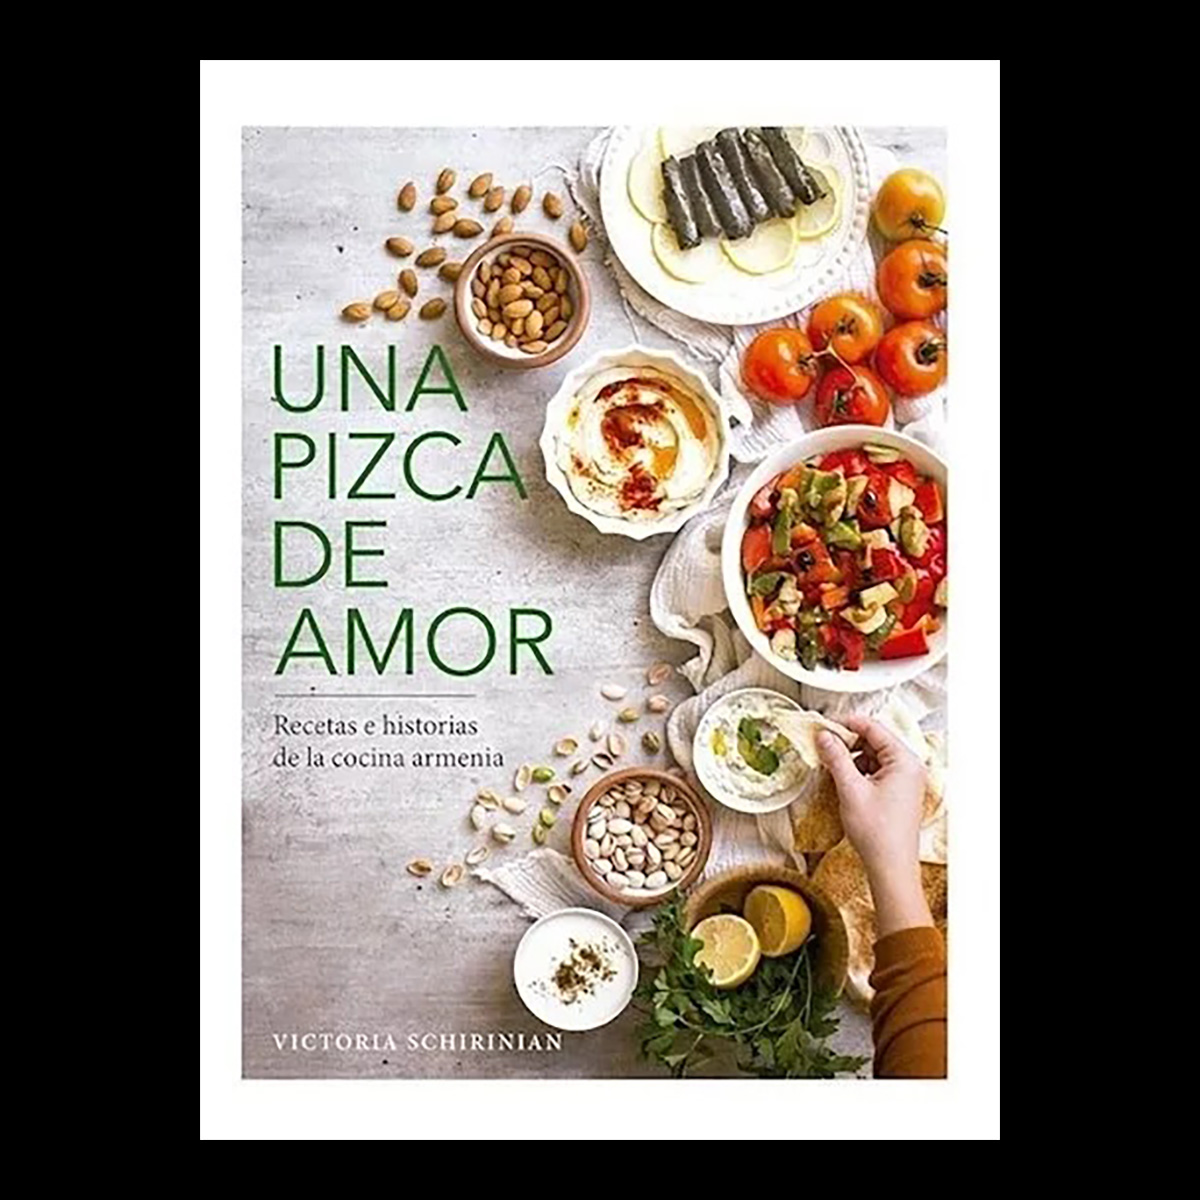 UNA
PIZCA
DE
AMOR
Recetas e historias
de la cocina armenia
VICTORIA SCHIRINIAN